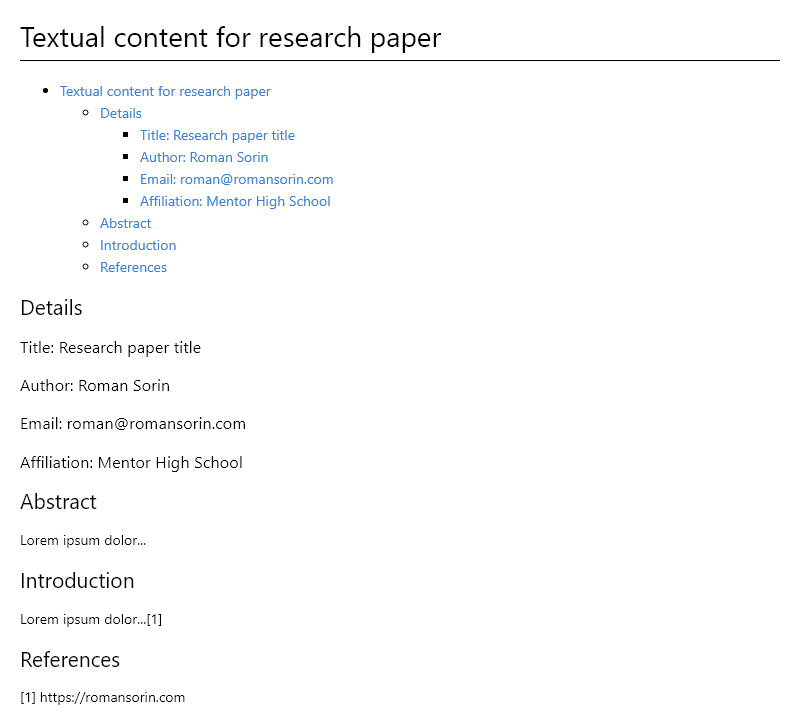 Textual content for research paper
Textual content for research paper
Details
Title: Research paper title
Author: Roman Sorin
Email: roman@romansorin.com
Affiliation: Mentor High School
Abstract
Introduction
References
Details
Title: Research paper title
Author: Roman Sorin
Email: roman@romansorin.com
Affiliation: Mentor High School
Abstract
Lorem ipsum dolor...
Introduction
Lorem ipsum dolor...[1]
References
[1] https://romansorin.com